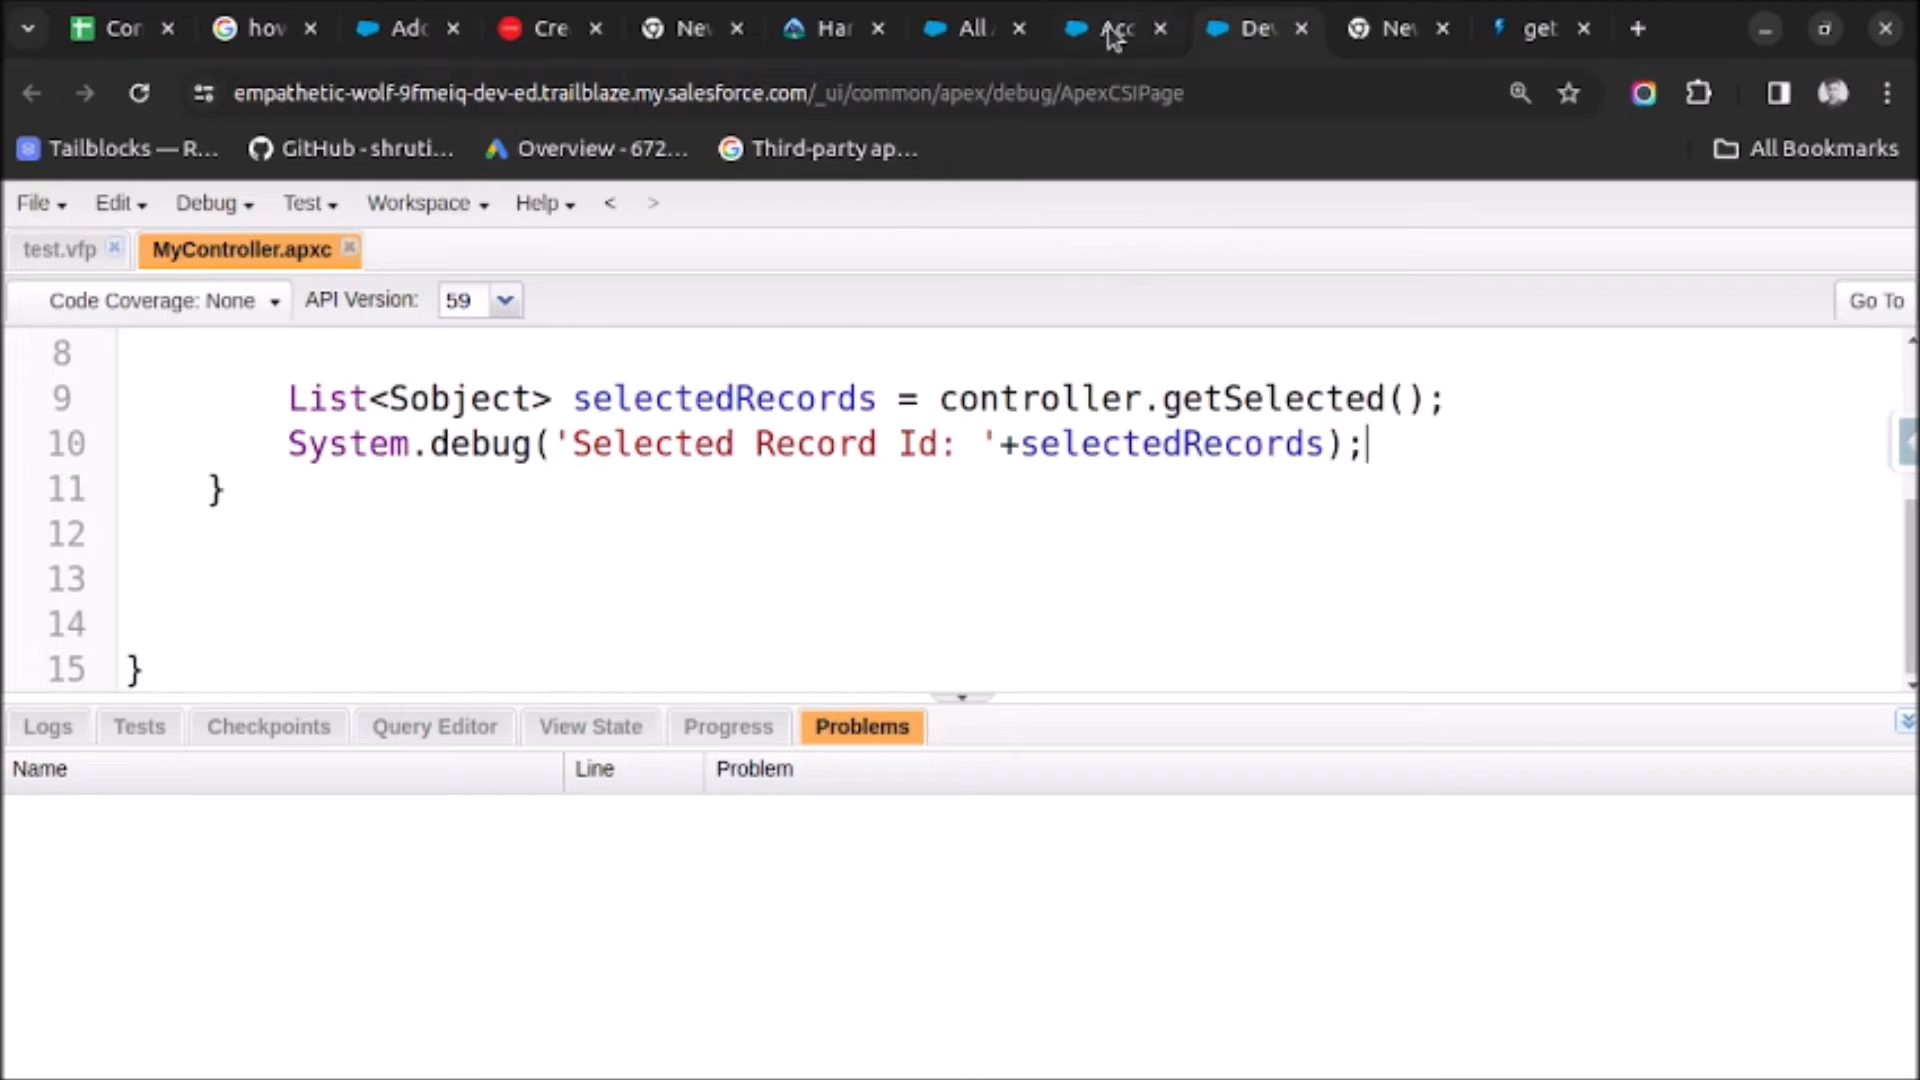 Cor how Adc Cre Nev Har All Acc Dev Nev get
empathetic-wolf-9fmeiq-dev-ed.trailblaze.my.salesforce.com/_ui/common/apex/debug/ApexCSIPage
Tailblocks — R... GitHub - shruti... Overview - 672... Third-party ap... All Bookmarks
File Edit Debug Test Workspace Help < >
test.vfp MyController.apxc
Code Coverage: None API Version: 59 Go To
8
9 List<Sobject> selectedRecords = controller.getSelected();
10 System.debug('Selected Record Id: '+selectedRecords);
11 }
12
13
14
15 }
Logs Tests Checkpoints Query Editor View State Progress Problems
Name Line Problem